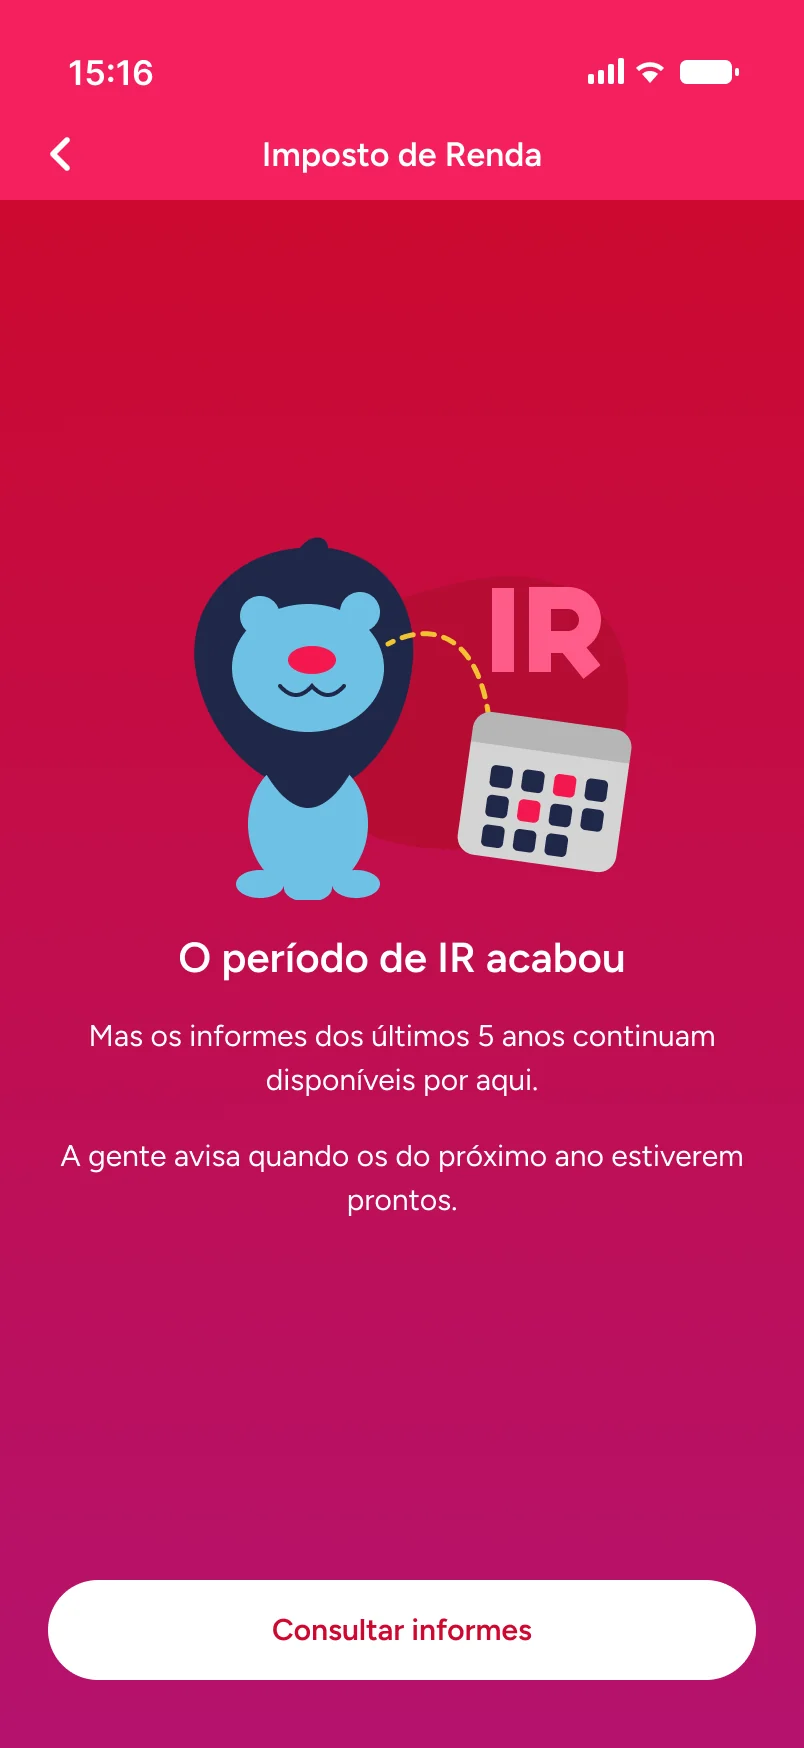 15:16
Imposto de Renda
IR
O período de IR acabou
Mas os informes dos últimos 5 anos continuam
disponíveis por aqui.
A gente avisa quando os do próximo ano estiverem
prontos.
Consultar informes